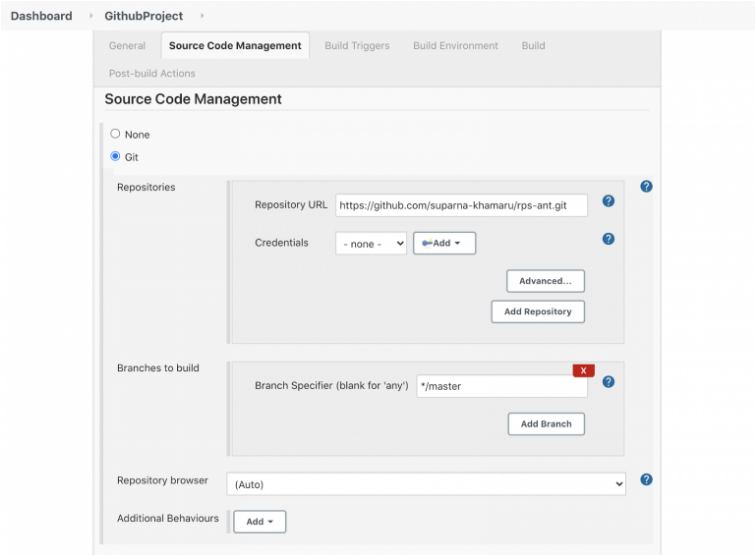 Dashboard GithubProject
General Source Code Management Build Triggers Build Environment Build
Post-build Actions
Source Code Management
None
Git
Repositories
Repository URL https://github.com/suparna-khamaru/rps-ant.git ? ?
Credentials - none - Add ?
Advanced...
Add Repository
Branches to build
X
Branch Specifier (blank for 'any') */master ?
Add Branch
Repository browser (Auto) ?
Additional Behaviours Add